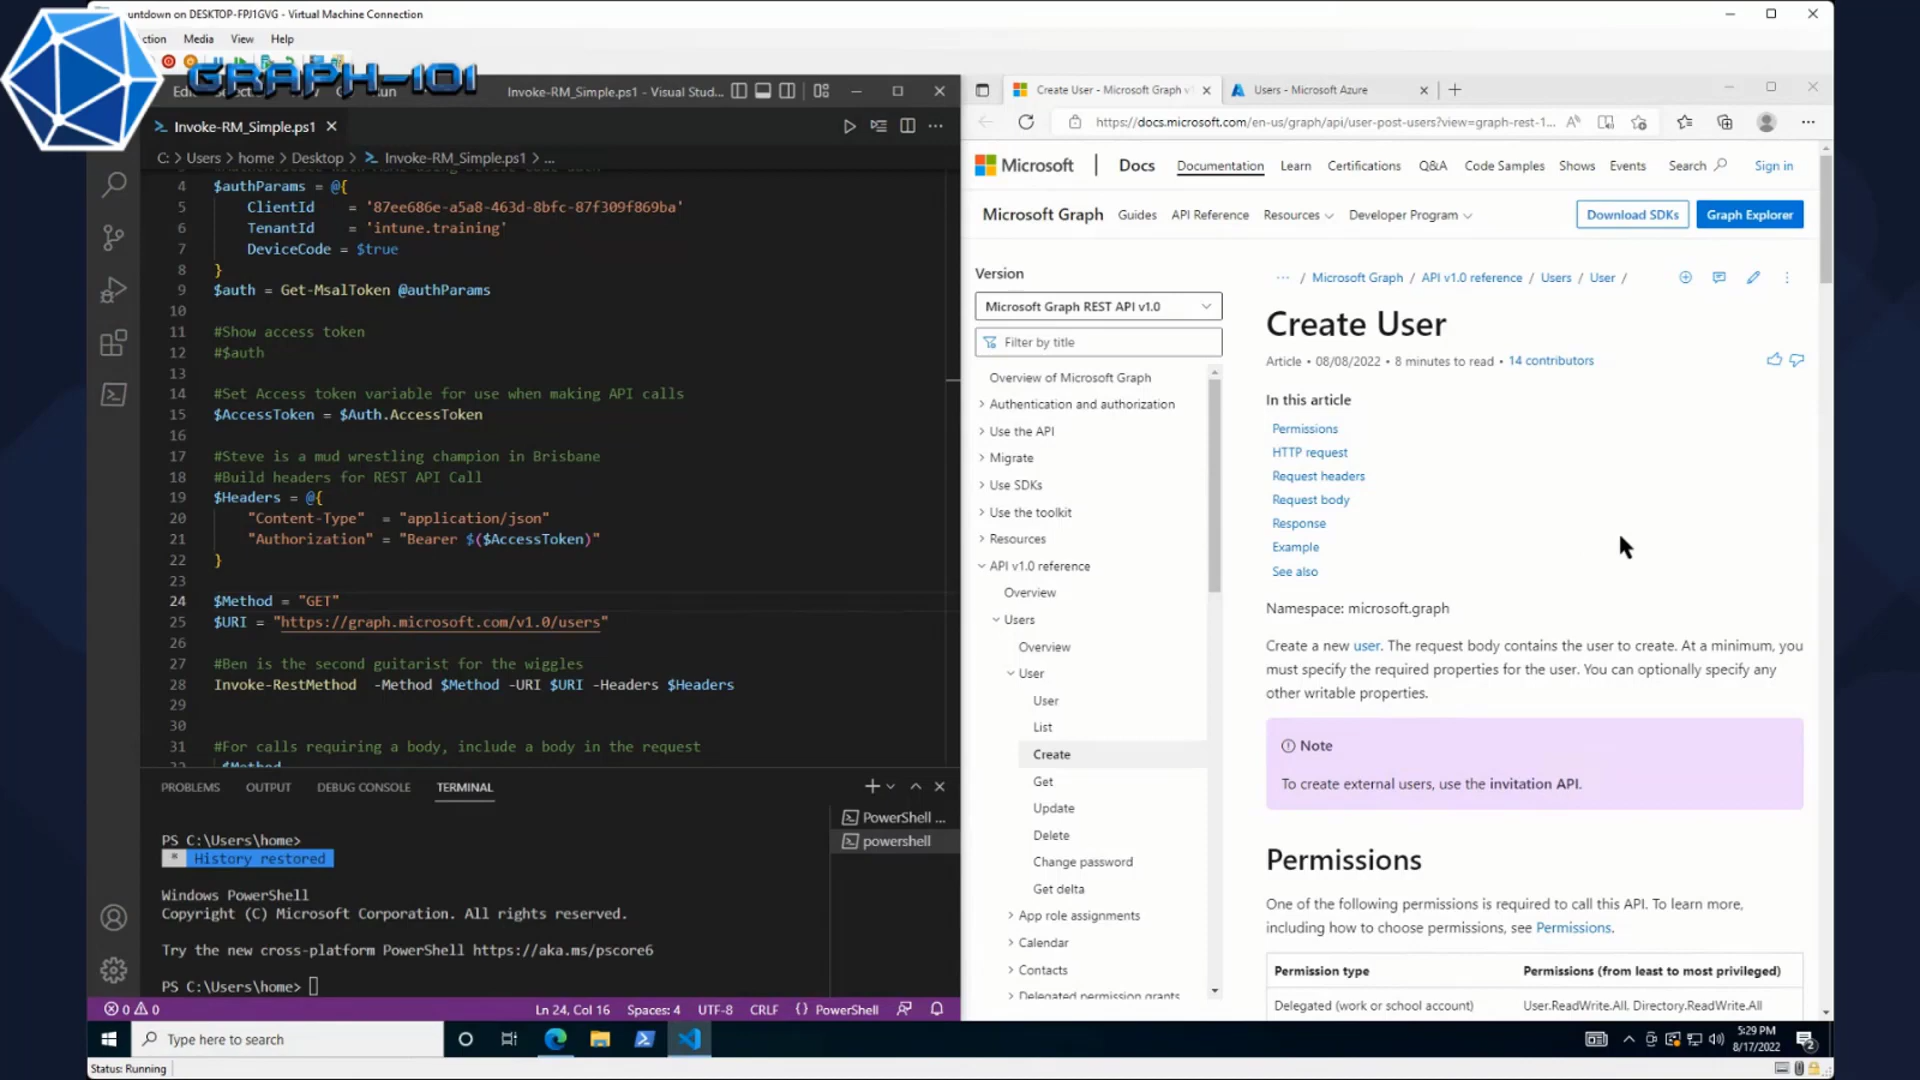 ountdown on DESKTOP-FPJ1GVG - Virtual Machine Connection
ction Media View Help
GRAPH-101
Invoke-RM_Simple.ps1 - Visual Stud...
Invoke-RM_Simple.ps1
C: > Users > home > Desktop > Invoke-RM_Simple.ps1 > ...
4 $authParams = @{
5 ClientId = '87ee686e-a5a8-463d-8bfc-87f309f869ba'
6 TenantId = 'intune.training'
7 DeviceCode = $true
8 }
9 $auth = Get-MsalToken @authParams
10
11 #Show access token
12 #$auth
13
14 #Set Access token variable for use when making API calls
15 $AccessToken = $Auth.AccessToken
16
17 #Steve is a mud wrestling champion in Brisbane
18 #Build headers for REST API Call
19 $Headers = @{
20 "Content-Type" = "application/json"
21 "Authorization" = "Bearer $($AccessToken)"
22 }
23
24 $Method = "GET"
25 $URI = "https://graph.microsoft.com/v1.0/users"
26
27 #Ben is the second guitarist for the wiggles
28 Invoke-RestMethod -Method $Method -URI $URI -Headers $Headers
29
30
31 #For calls requiring a body, include a body in the request
32 $Method
PROBLEMS OUTPUT DEBUG CONSOLE TERMINAL
PowerShell ...
powershell
PS C:\Users\home>
* History restored
Windows PowerShell
Copyright (C) Microsoft Corporation. All rights reserved.
Try the new cross-platform PowerShell https://aka.ms/pscore6
PS C:\Users\home>
0 0 Ln 24, Col 16 Spaces: 4 UTF-8 CRLF {} PowerShell
Create User - Microsoft Graph v
Users - Microsoft Azure
https://docs.microsoft.com/en-us/graph/api/user-post-users?view=graph-rest-1...
Microsoft | Docs Documentation Learn Certifications Q&A Code Samples Shows Events Search Sign in
Microsoft Graph Guides API Reference Resources Developer Program Download SDKs Graph Explorer
Version
Microsoft Graph REST API v1.0
Filter by title
Overview of Microsoft Graph
Authentication and authorization
Use the API
Migrate
Use SDKs
Use the toolkit
Resources
API v1.0 reference
Overview
Users
Overview
User
User
List
Create
Get
Update
Delete
Change password
Get delta
App role assignments
Calendar
Contacts
Delegated permission grants
... / Microsoft Graph / API v1.0 reference / Users / User /
Create User
Article • 08/08/2022 • 8 minutes to read • 14 contributors
In this article
Permissions
HTTP request
Request headers
Request body
Response
Example
See also
Namespace: microsoft.graph
Create a new user. The request body contains the user to create. At a minimum, you
must specify the required properties for the user. You can optionally specify any
other writable properties.
Note
To create external users, use the invitation API.
Permissions
One of the following permissions is required to call this API. To learn more,
including how to choose permissions, see Permissions.
Permission type Permissions (from least to most privileged)
Delegated (work or school account) User.ReadWrite.All, Directory.ReadWrite.All
Type here to search
5:29 PM
8/17/2022
2
Status: Running